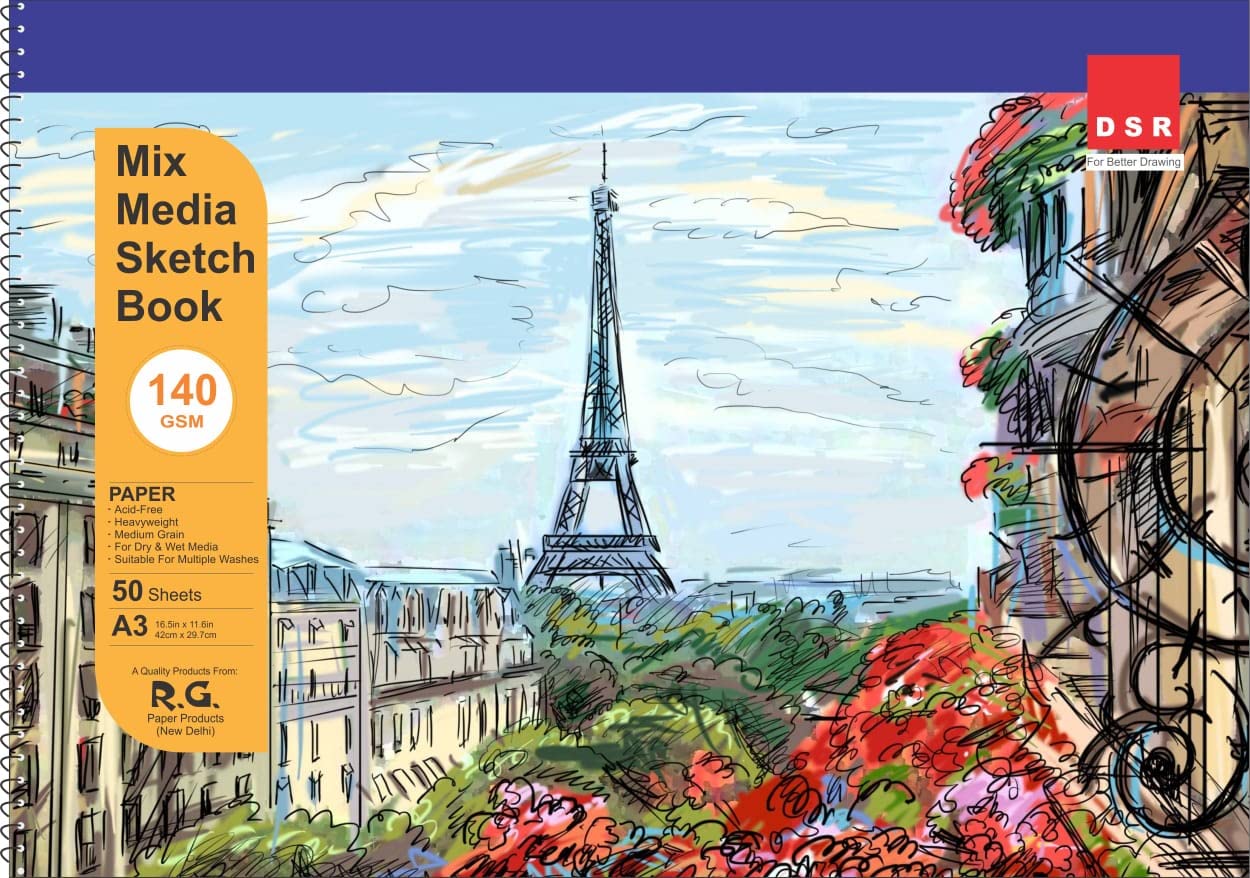 Mix
Media
Sketch
Book
140
GSM
PAPER
· Acid-Free
· Heavyweight
· Medium Grain
· For Dry & Wet Media
· Suitable For Multiple Washes
50 Sheets
A3 16.5in x 11.6in
42cm x 29.7cm
A Quality Products From:
R.G.
Paper Products
(New Delhi)
D S R
For Better Drawing